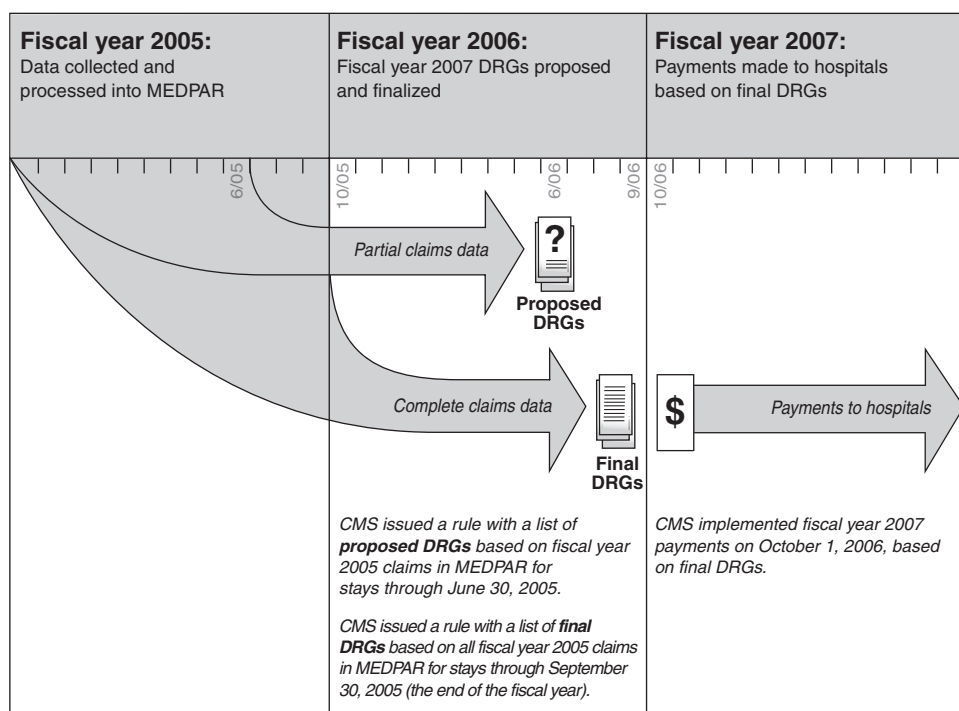 Fiscal year 2005:
Data collected and
processed into MEDPAR
Fiscal year 2006:
Fiscal year 2007 DRGs proposed
and finalized
Fiscal year 2007:
Payments made to hospitals
based on final DRGs
6/05
10/05
6/06
9/06
10/06
Partial claims data
?
Proposed
DRGs
Complete claims data
Final
DRGs
$
Payments to hospitals
CMS issued a rule with a list of
proposed DRGs based on fiscal year
2005 claims in MEDPAR for
stays through June 30, 2005.
CMS issued a rule with a list of final
DRGs based on all fiscal year 2005 claims
in MEDPAR for stays through September
30, 2005 (the end of the fiscal year).
CMS implemented fiscal year 2007
payments on October 1, 2006, based
on final DRGs.